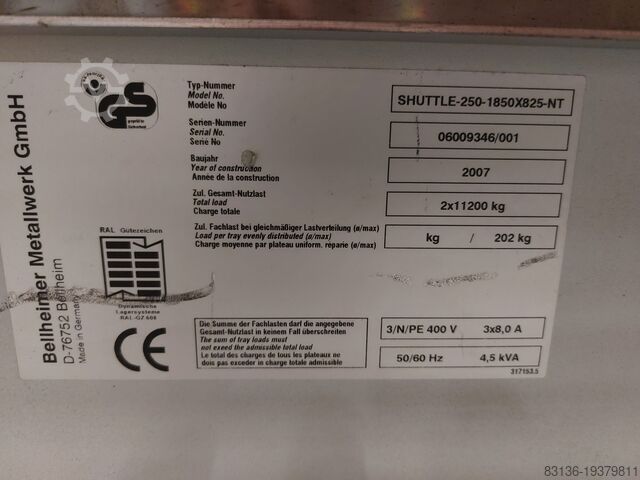 Bellheimer Metallwerk GmbH
D-76752 Bellheim
Made in Germany
GS
geprüfte Sicherheit
RAL Gütezeichen
Dynamische
Lagersysteme
RAL-GZ 608
CE
Typ-Nummer
Model No.
Modèle No
SHUTTLE-250-1850X825-NT
Serien-Nummer
Serial No.
Serie No
06009346/001
Baujahr
Year of construction
Année de la construction
2007
Zul. Gesamt-Nutzlast
Total load
Charge totale
2x11200 kg
Zul. Fachlast bei gleichmäßiger Lastverteilung (ø/max)
Load per tray evenly distributed (ø/max)
Charge moyenne par plateau uniform. réparie (ø/max)
kg / 202 kg
Die Summe der Fachlasten darf die angegebene
Gesamt-Nutzlast in keinem Fall überschreiten
The sum of tray loads must
not exceed the admissible total load
Le total des charges de tous les plateaux ne
dois pas exceder in charge totale admissible
3/N/PE 400 V 3x8,0 A
50/60 Hz 4,5 kVA
317153.5
83136-19379811